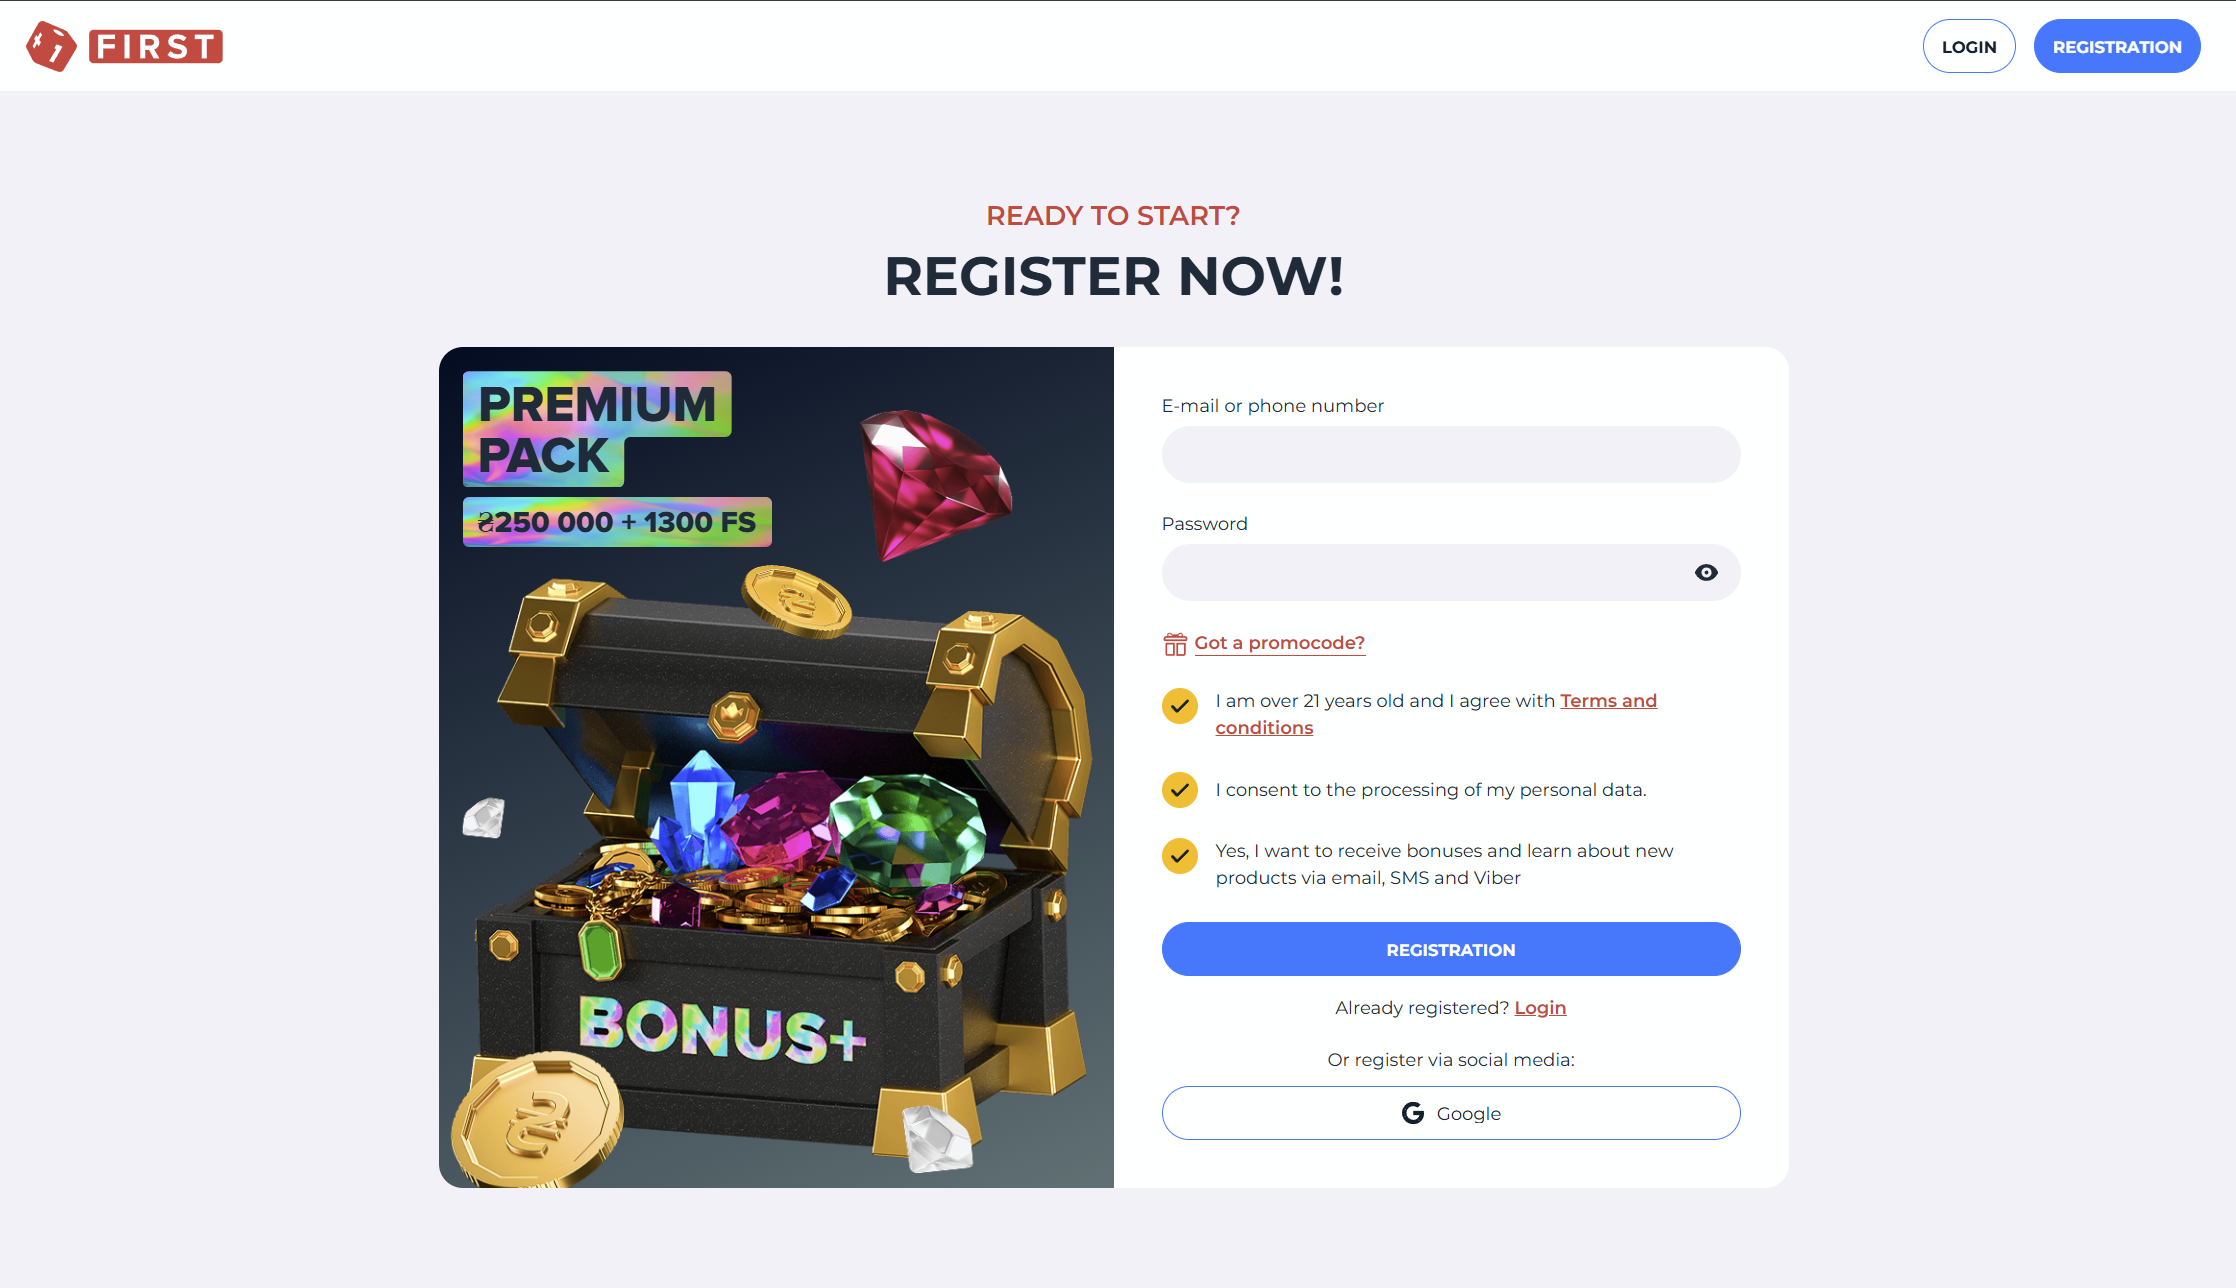 x1 FIRST
LOGIN
REGISTRATION
READY TO START?
REGISTER NOW!
PREMIUM
PACK
₴250 000 + 1300 FS
BONUS+
₴
₴
E-mail or phone number
Password
Got a promocode?
I am over 21 years old and I agree with Terms and
conditions
I consent to the processing of my personal data.
Yes, I want to receive bonuses and learn about new
products via email, SMS and Viber
REGISTRATION
Already registered? Login
Or register via social media:
G Google